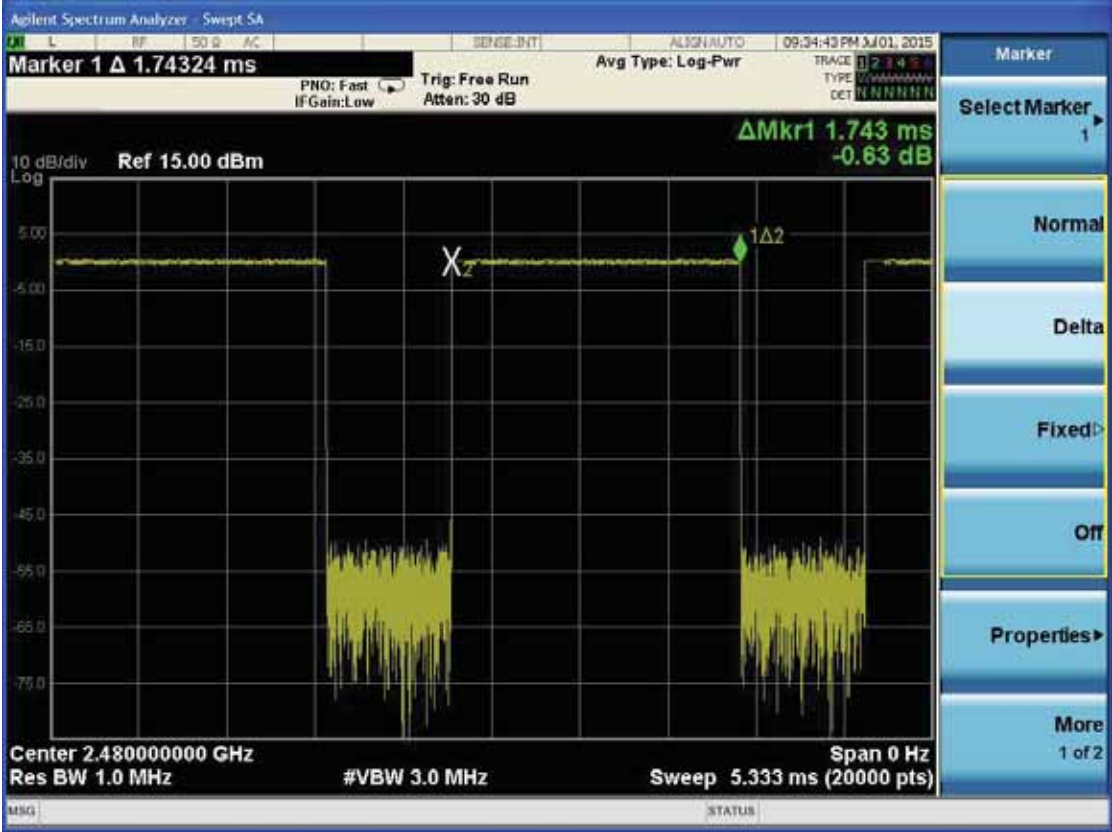 Agilent Spectrum Analyzer - Swept SA
L RF 50 Ω AC SENSE:INT ALIGN AUTO 09:34:43 PM Jul 01, 2015
Marker 1 Δ 1.74324 ms
PNO: Fast
IFGain:Low
Trig: Free Run
Atten: 30 dB
Avg Type: Log-Pwr
TRACE 1 2 3 4 5 6
TYPE
DET N N N N N N
ΔMkr1 1.743 ms
-0.63 dB
10 dB/div Ref 15.00 dBm
Log
5.00
-5.00
-15.0
-25.0
-35.0
-45.0
-55.0
-65.0
-75.0
X2
1Δ2
Center 2.480000000 GHz
Span 0 Hz
Res BW 1.0 MHz
#VBW 3.0 MHz
Sweep 5.333 ms (20000 pts)
MSG
STATUS
Marker
Select Marker
1
Normal
Delta
Fixed
Off
Properties
More
1 of 2